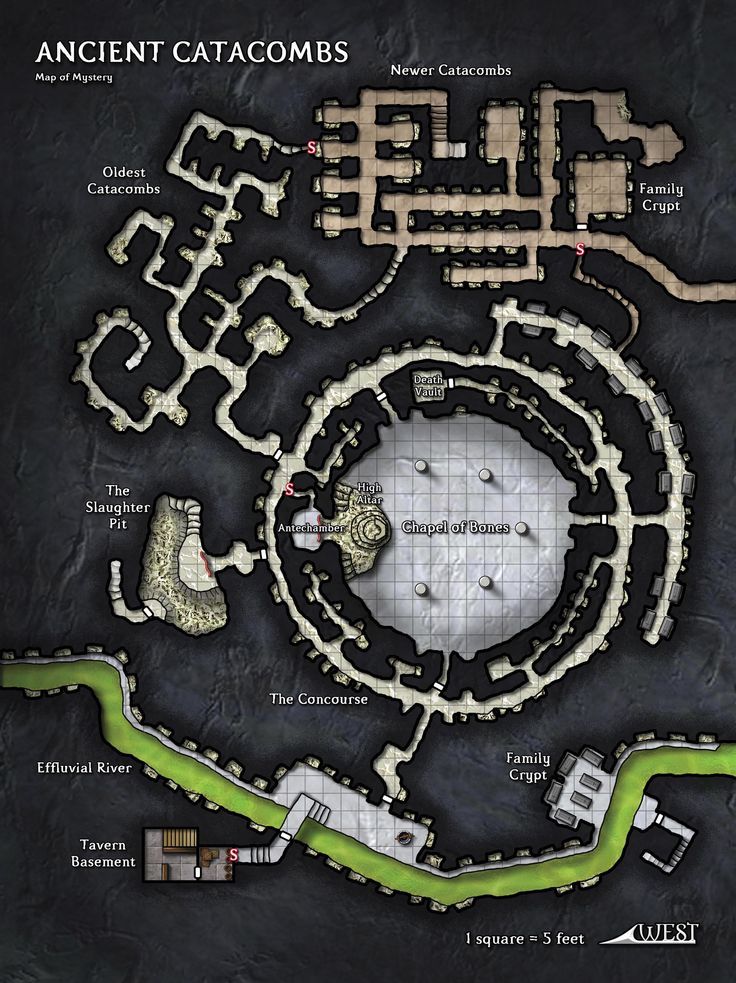 ANCIENT CATACOMBS
Map of Mystery
Newer Catacombs
S
Oldest
Catacombs
Family
Crypt
S
Death
Vault
The
Slaughter
Pit
S
High
Altar
Antechamber
Chapel of Bones
The Concourse
Effluvial River
Family
Crypt
Tavern
Basement
S
1 square = 5 feet
WEST